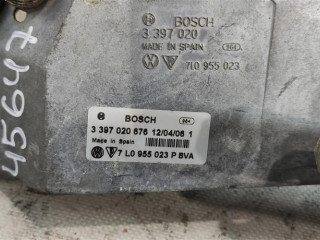 BOSCH
3 397 020
MADE IN SPAIN
7L0 955 023
45647
BOSCH
3 397 020 676 12/04/06 1
Made in Spain
7 L0 955 023 P BVA